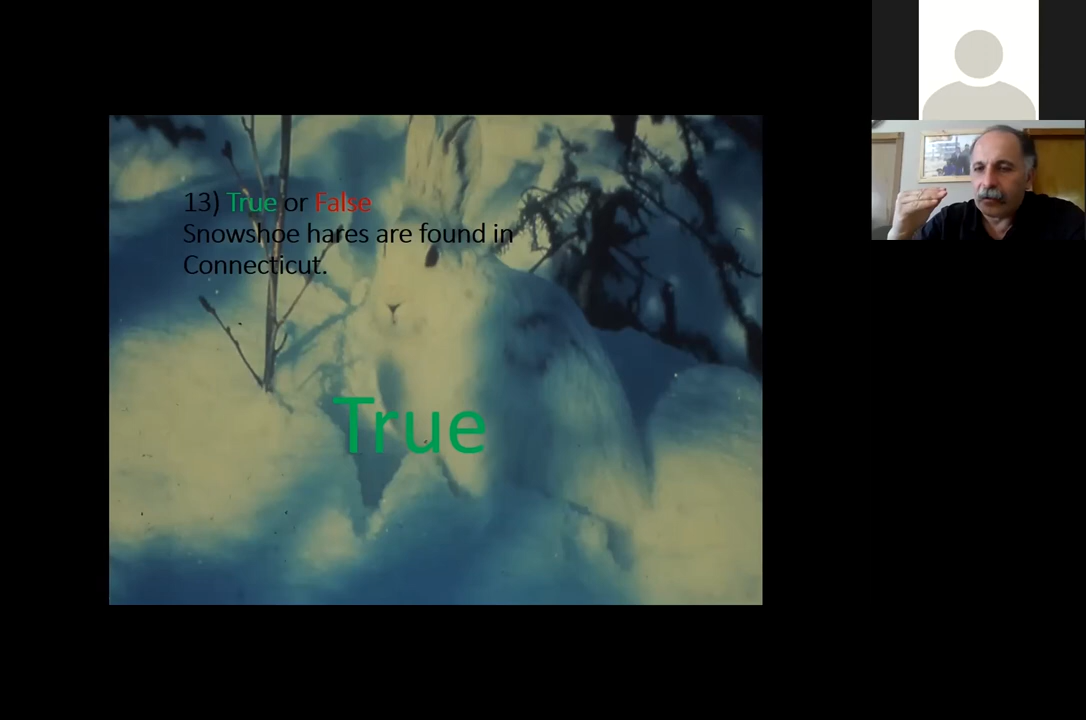 13) True or False
Snowshoe hares are found in
Connecticut.
True